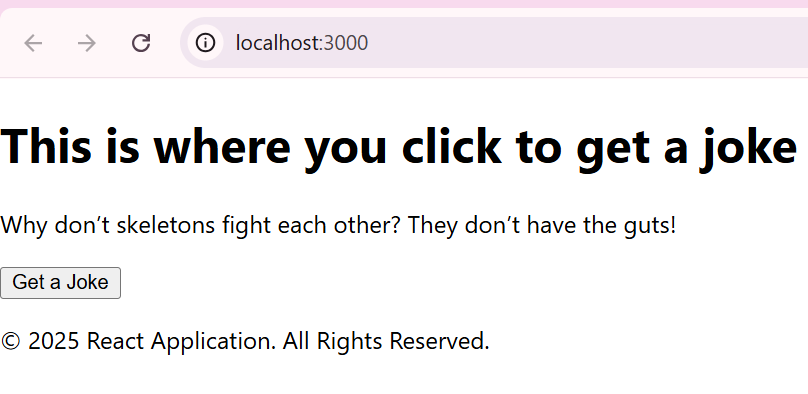 localhost:3000
This is where you click to get a joke
Why don’t skeletons fight each other? They don’t have the guts!
Get a Joke
© 2025 React Application. All Rights Reserved.